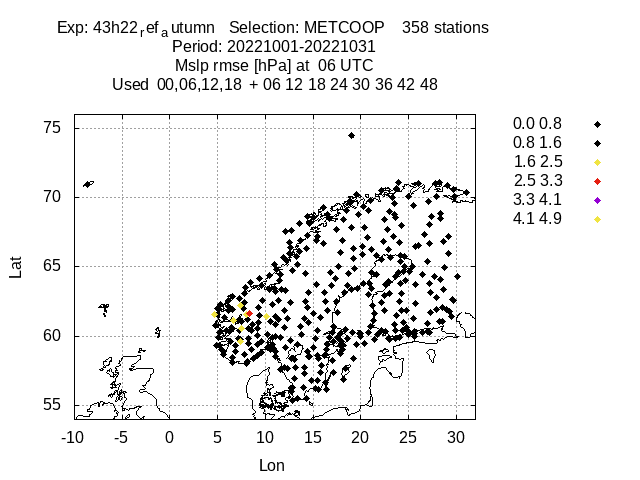 Exp: 43h22refautumn Selection: METCOOP 358 stations
Period: 20221001-20221031
Mslp rmse [hPa] at 06 UTC
Used 00,06,12,18 + 06 12 18 24 30 36 42 48
0.0 0.8
0.8 1.6
1.6 2.5
2.5 3.3
3.3 4.1
4.1 4.9
75
70
65
60
55
Lat
-10 -5 0 5 10 15 20 25 30
Lon